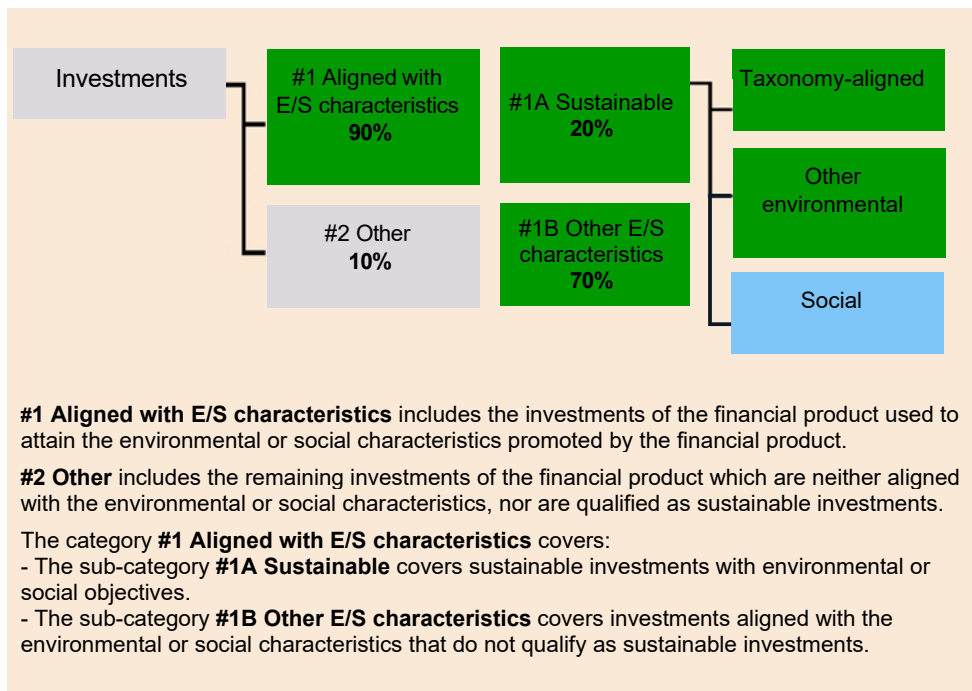 Investments
#1 Aligned with
E/S characteristics
90%
#2 Other
10%
#1A Sustainable
20%
#1B Other E/S
characteristics
70%
Taxonomy-aligned
Other
environmental
Social
#1 Aligned with E/S characteristics includes the investments of the financial product used to
attain the environmental or social characteristics promoted by the financial product.
#2 Other includes the remaining investments of the financial product which are neither aligned
with the environmental or social characteristics, nor are qualified as sustainable investments.
The category #1 Aligned with E/S characteristics covers:
- The sub-category #1A Sustainable covers sustainable investments with environmental or
social objectives.
- The sub-category #1B Other E/S characteristics covers investments aligned with the
environmental or social characteristics that do not qualify as sustainable investments.